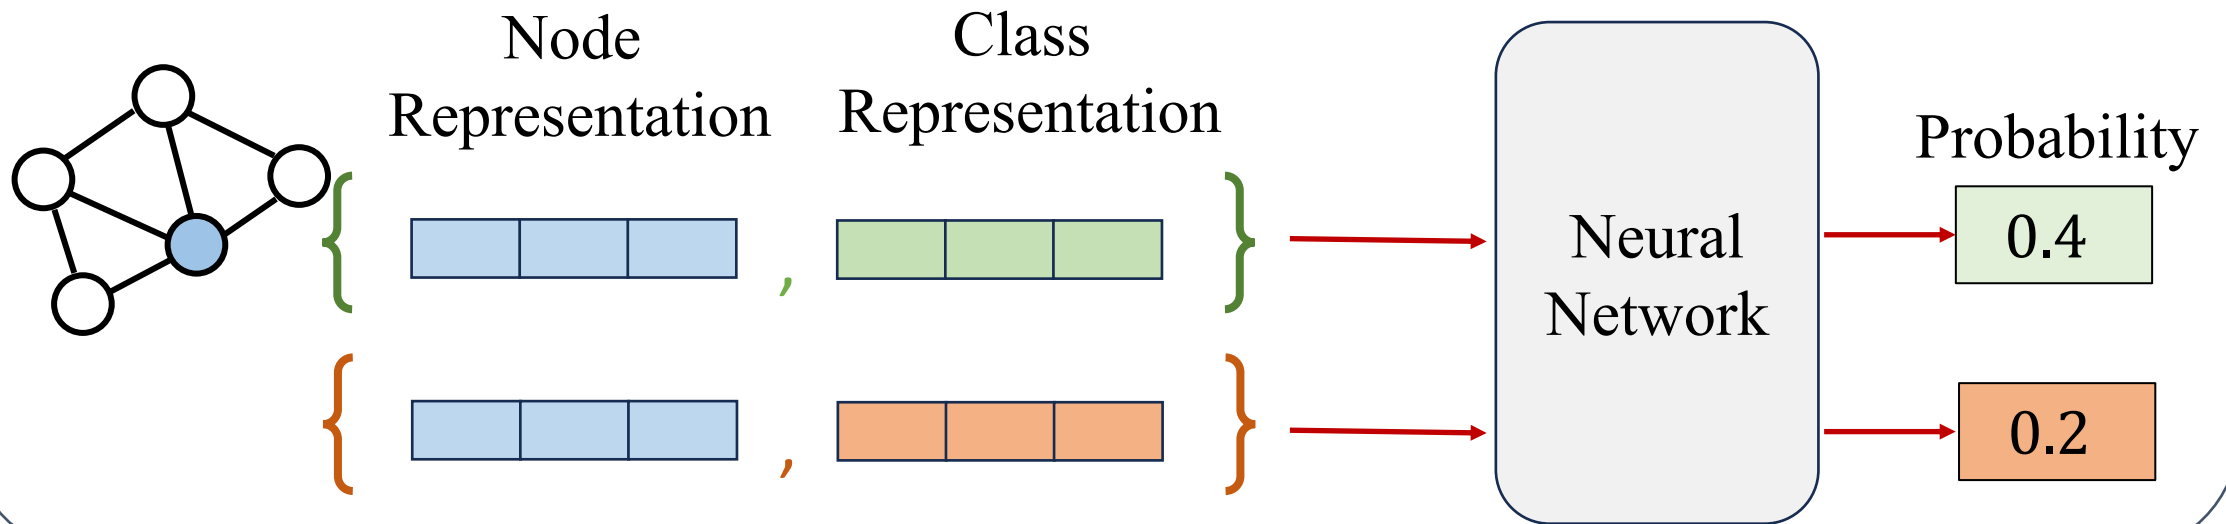 Node
Representation
Class
Representation
Probability
,
Neural
Network
0.4
,
0.2